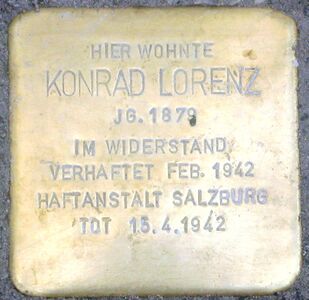 HIER WOHNTE
KONRAD LORENZ
JG. 1879
IM WIDERSTAND
VERHAFTET FEB. 1942
HAFTANSTALT SALZBURG
TOT 15.4.1942